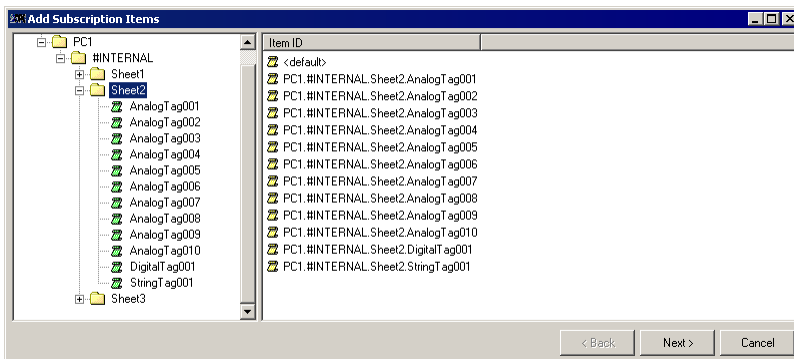 Add Subscription Items
PC1
#INTERNAL
Sheet1
Sheet2
AnalogTag001
AnalogTag002
AnalogTag003
AnalogTag004
AnalogTag005
AnalogTag006
AnalogTag007
AnalogTag008
AnalogTag009
AnalogTag010
DigitalTag001
StringTag001
Sheet3
Item ID
<default>
PC1.#INTERNAL.Sheet2.AnalogTag001
PC1.#INTERNAL.Sheet2.AnalogTag002
PC1.#INTERNAL.Sheet2.AnalogTag003
PC1.#INTERNAL.Sheet2.AnalogTag004
PC1.#INTERNAL.Sheet2.AnalogTag005
PC1.#INTERNAL.Sheet2.AnalogTag006
PC1.#INTERNAL.Sheet2.AnalogTag007
PC1.#INTERNAL.Sheet2.AnalogTag008
PC1.#INTERNAL.Sheet2.AnalogTag009
PC1.#INTERNAL.Sheet2.AnalogTag010
PC1.#INTERNAL.Sheet2.DigitalTag001
PC1.#INTERNAL.Sheet2.StringTag001
< Back
Next >
Cancel